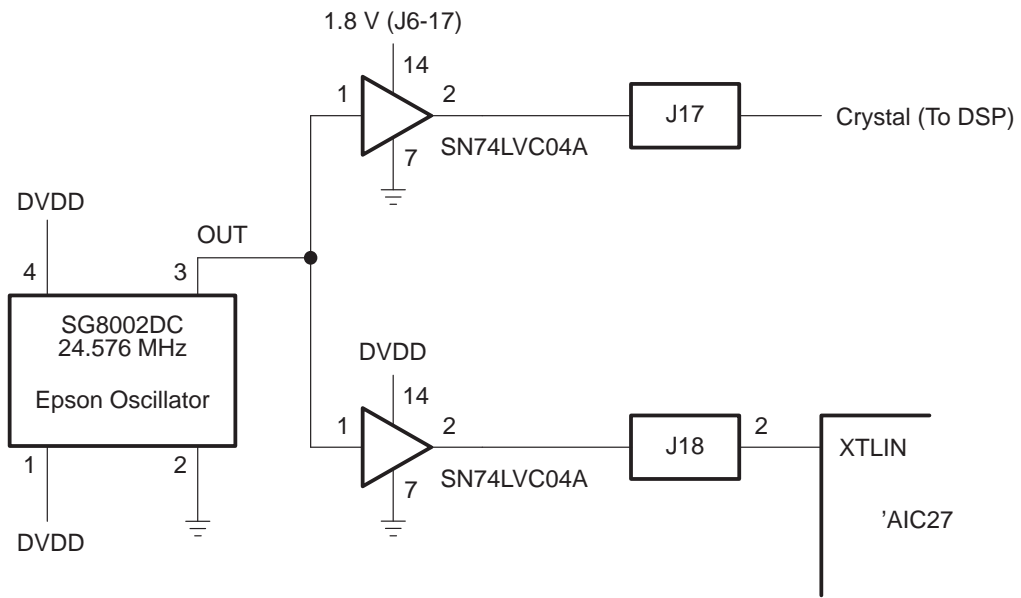 1.8 V (J6-17)
14
1
2
J17
Crystal (To DSP)
SN74LVC04A
7
DVDD
OUT
4
3
SG8002DC
24.576 MHz
Epson Oscillator
1
2
DVDD
DVDD
14
1
2
J18
2
XTLIN
SN74LVC04A
7
'AIC27